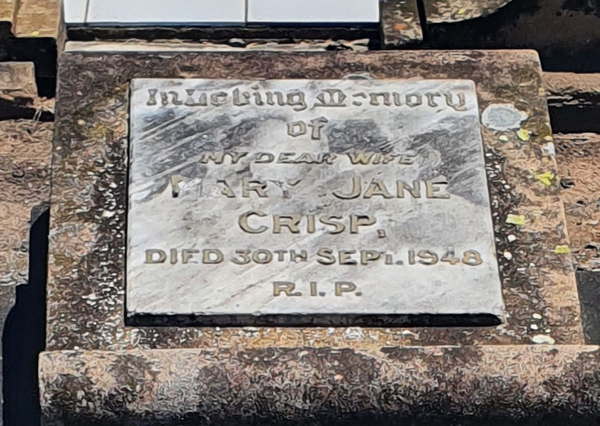 In Loving Memory
of
MY DEAR WIFE
MARY JANE
CRISP,
DIED 30TH SEPT. 1948
R.I.P.